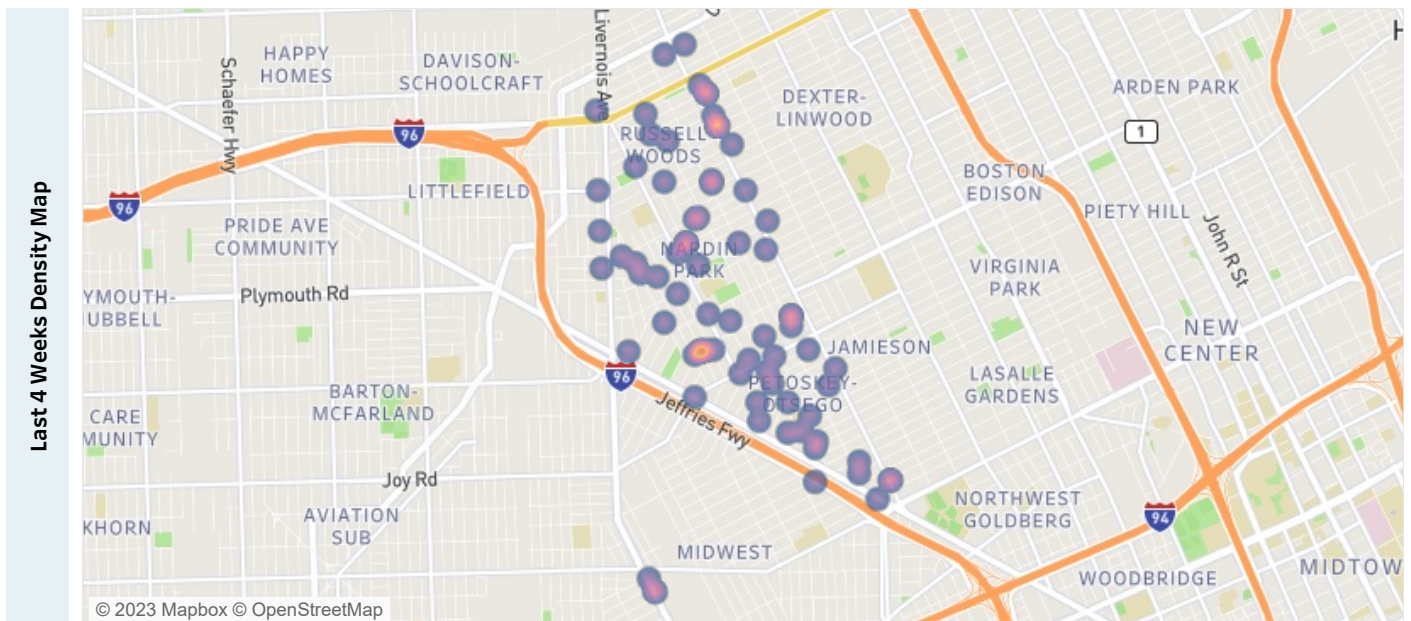 Last 4 Weeks Density Map
HAPPY
HOMES
DAVISON-
SCHOOLCRAFT
Schaefer Hwy
Livernois Ave
96
RUSSELL
WOODS
DEXTER-
LINWOOD
ARDEN PARK
1
LITTLEFIELD
96
BOSTON
EDISON
PIETY HILL
John R St
PRIDE AVE
COMMUNITY
NARDIN
PARK
VIRGINIA
PARK
YMOUTH-
UBBELL
Plymouth Rd
NEW
CENTER
JAMIESON
96
PETOSKEY-
OTSEGO
LASALLE
GARDENS
BARTON-
MCFARLAND
CARE
MUNITY
Jeffries Fwy
Joy Rd
KHORN
AVIATION
SUB
NORTHWEST
GOLDBERG
94
MIDWEST
WOODBRIDGE
MIDTOW
© 2023 Mapbox © OpenStreetMap